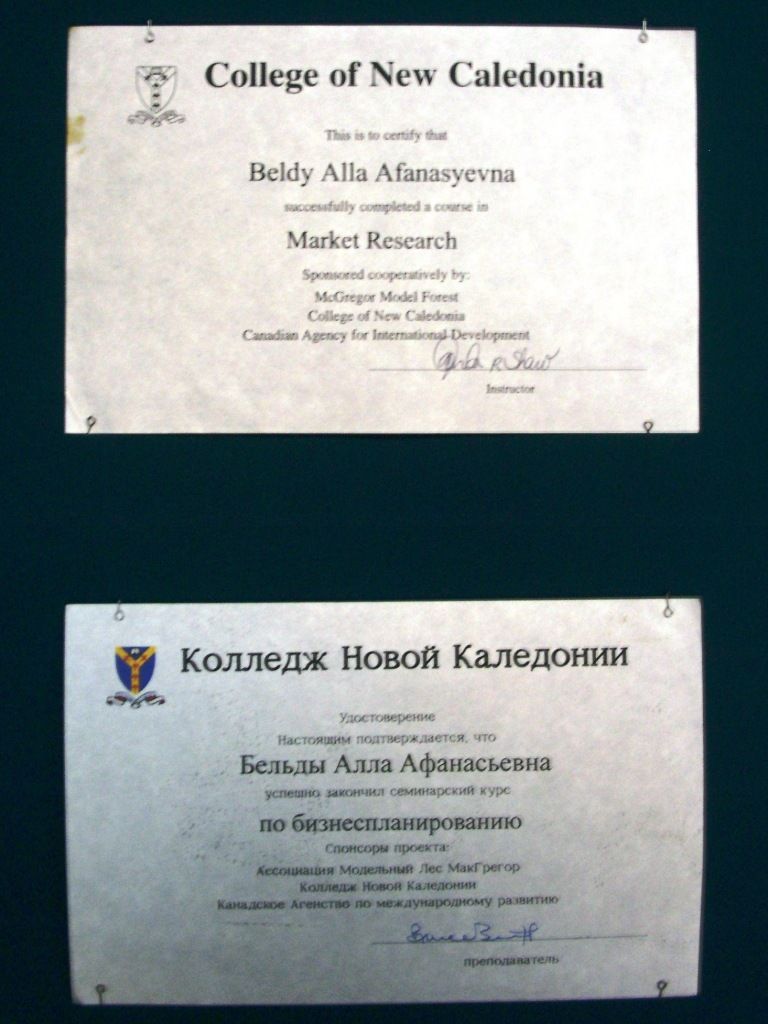 College of New Caledonia
This is to certify that
Beldy Alla Afanasyevna
successfully completed a course in
Market Research
Sponsored cooperatively by:
McGregor Model Forest
College of New Caledonia
Canadian Agency for International Development
Instructor
Колледж Новой Каледонии
Удостоверение
Настоящим подтверждается, что
Бельды Алла Афанасьевна
успешно закончил семинарский курс
по бизнеспланированию
Спонсоры проекта:
Ассоциация Модельный Лес МакГрегор
Колледж Новой Каледонии
Канадское Агенство по международному развитию
преподаватель